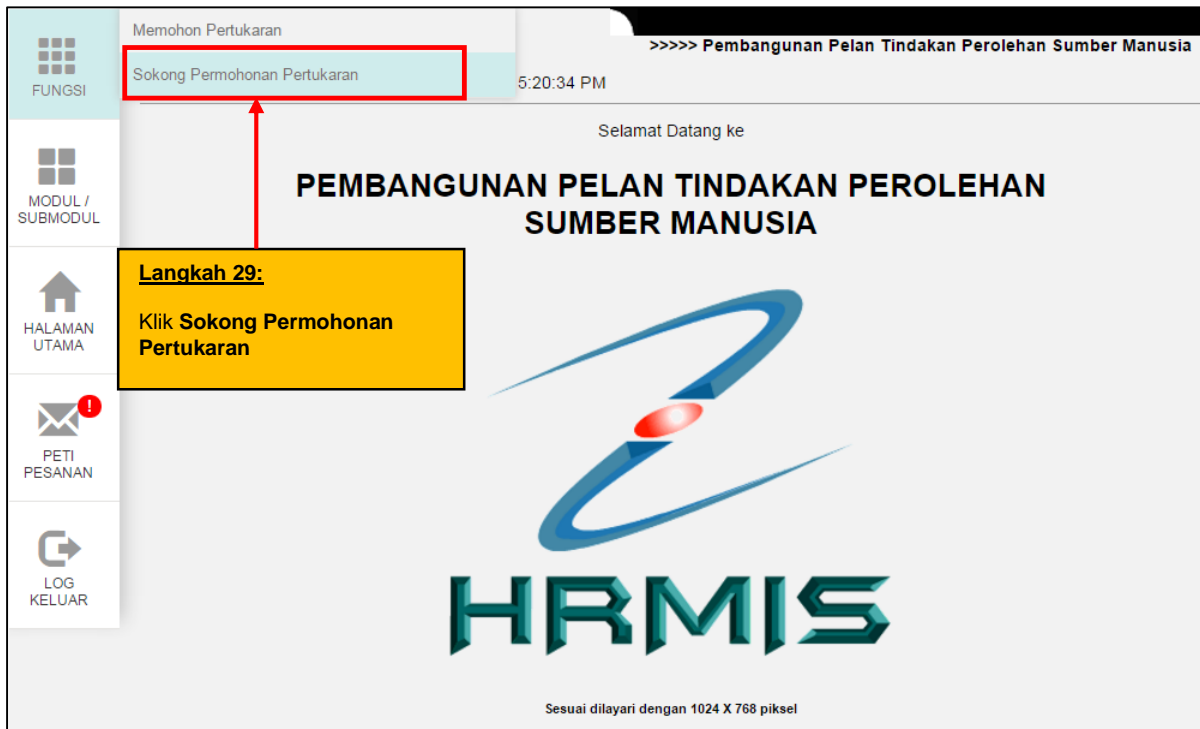 Memohon Pertukaran
>>>>> Pembangunan Pelan Tindakan Perolehan Sumber Manusia
Sokong Permohonan Pertukaran
5:20:34 PM
FUNGSI
Selamat Datang ke
PEMBANGUNAN PELAN TINDAKAN PEROLEHAN
SUMBER MANUSIA
MODUL /
SUBMODUL
Langkah 29:
Klik Sokong Permohonan
Pertukaran
HALAMAN
UTAMA
!
PETI
PESANAN
LOG
KELUAR
HRMIS
Sesuai dilayari dengan 1024 X 768 piksel